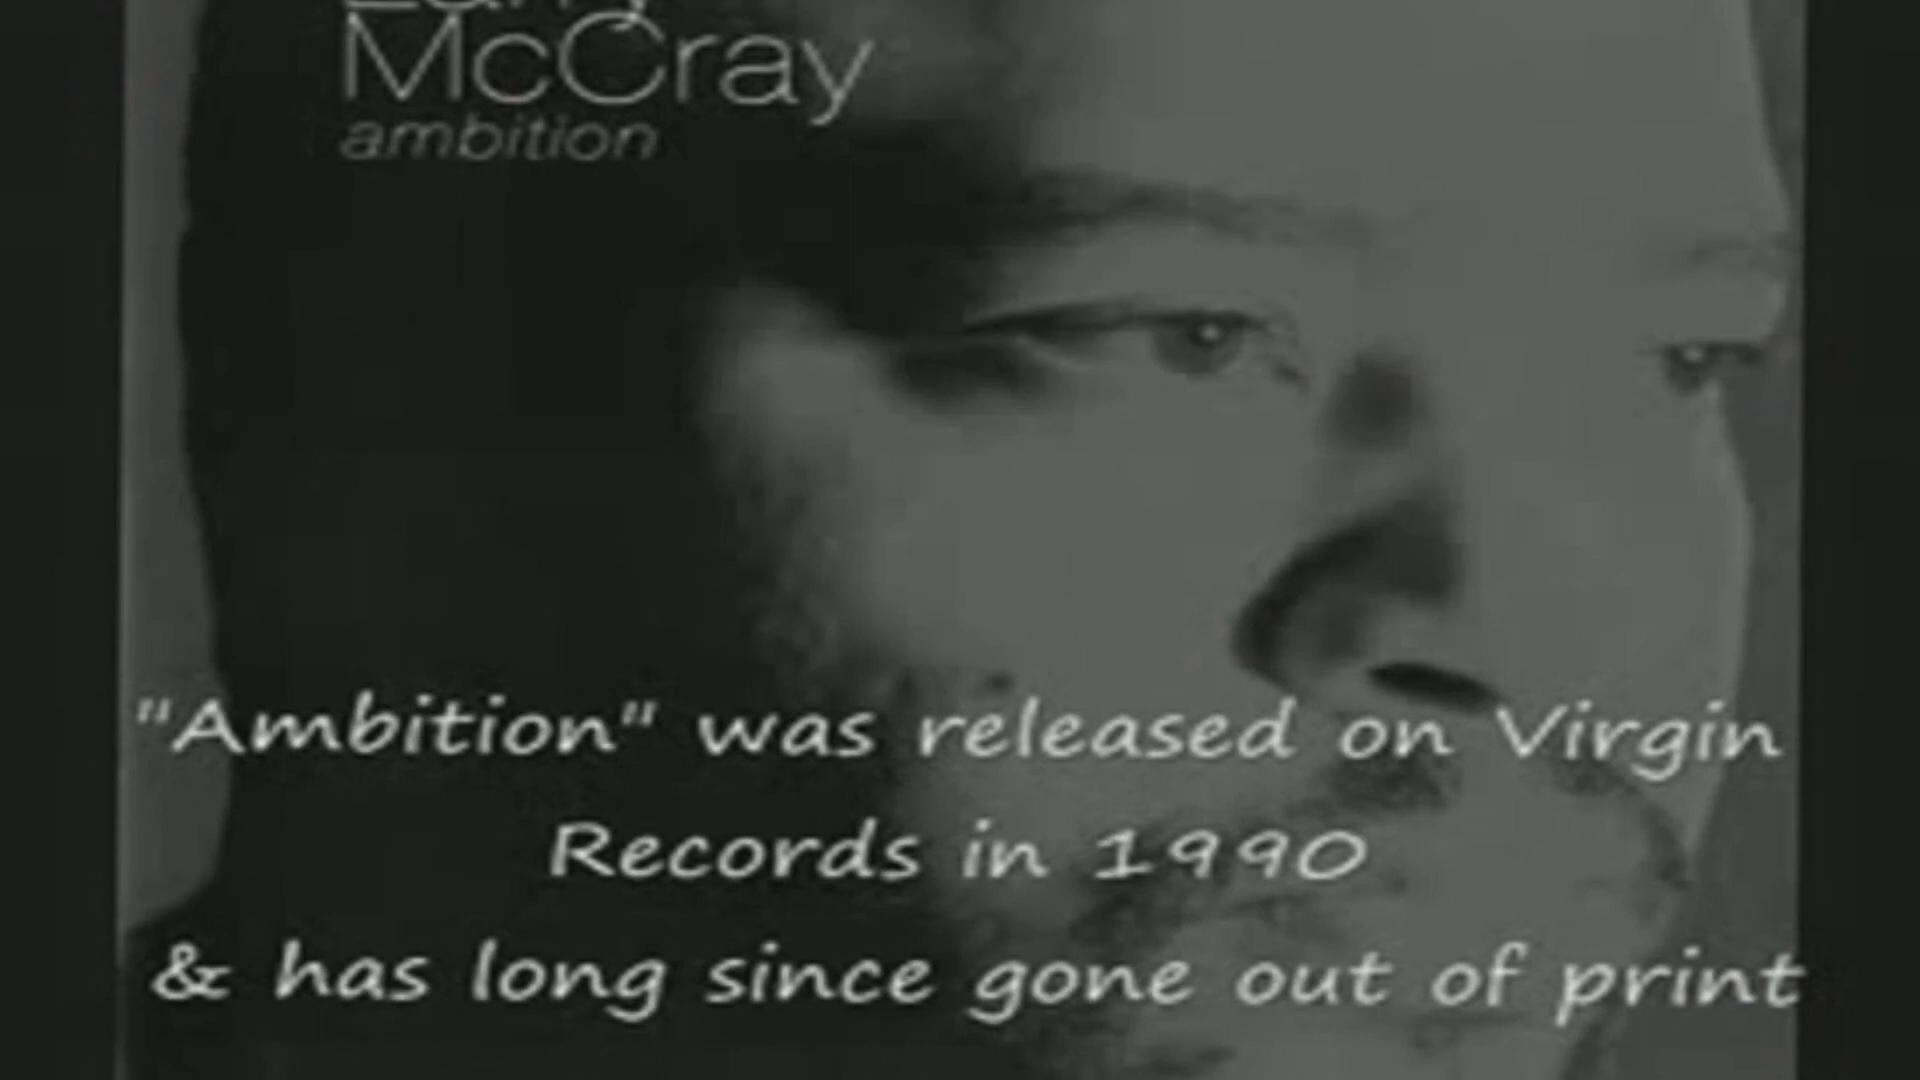 McCray
ambition
"Ambition" was released on Virgin
Records in 1990
& has long since gone out of print